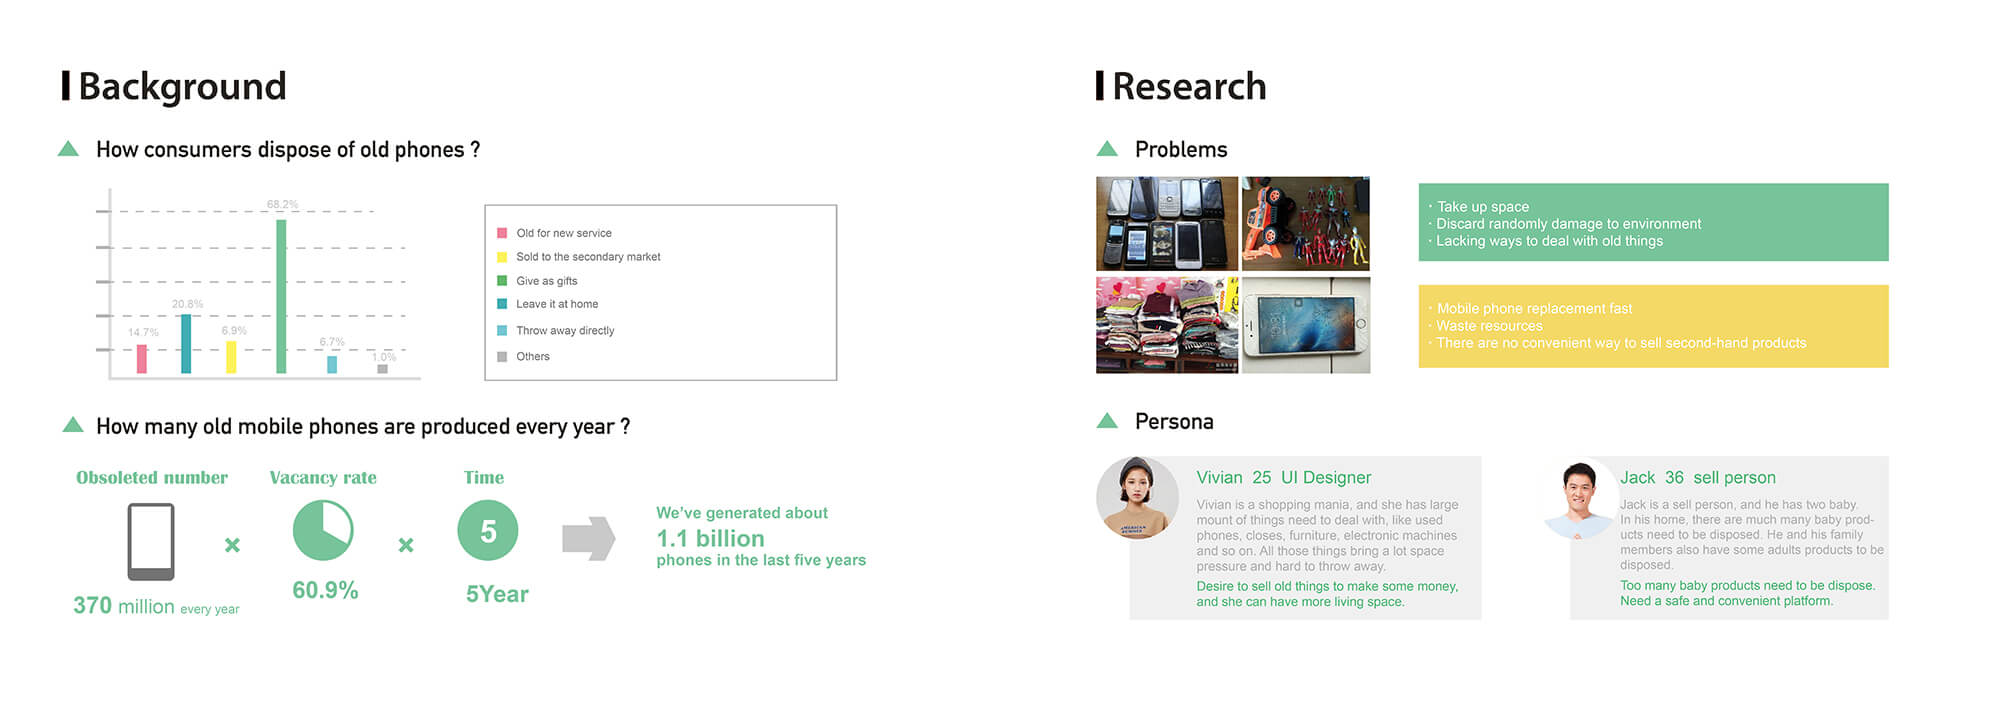 Background
How consumers dispose of old phones ?
68.2%
20.8%
14.7%
6.9%
6.7%
1.0%
Old for new service
Sold to the secondary market
Give as gifts
Leave it at home
Throw away directly
Others
How many old mobile phones are produced every year ?
Obsoleted number
Vacancy rate
Time
5
370 million every year
60.9%
5Year
We've generated about
1.1 billion
phones in the last five years
Research
Problems
· Take up space
· Discard randomly damage to environment
· Lacking ways to deal with old things
· Mobile phone replacement fast
· Waste resources
· There are no convenient way to sell second-hand products
Persona
AMERICAN
Vivian 25 UI Designer
Vivian is a shopping mania, and she has large
mount of things need to deal with, like used
phones, closes, furniture, electronic machines
and so on. All those things bring a lot space
pressure and hard to throw away.
Desire to sell old things to make some money,
and she can have more living space.
Jack 36 sell person
Jack is a sell person, and he has two baby.
In his home, there are much many baby prod-
ucts need to be disposed. He and his family
members also have some adults products to be
disposed.
Too many baby products need to be dispose.
Need a safe and convenient platform.